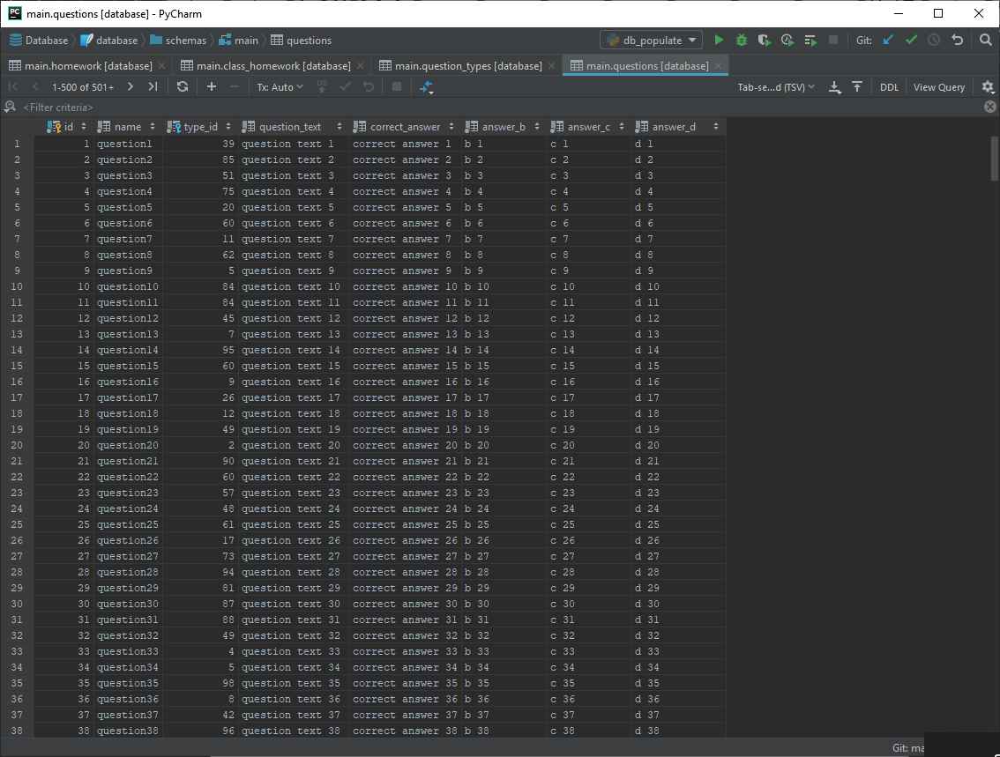 PC main.questions [database] - PyCharm
Database database schemas main questions db_populate Git:
main.homework [database] main.class_homework [database] main.question_types [database] main.questions [database]
1-500 of 501+ Tx: Auto DB Tab-se...d (TSV) DDL View Query
<Filter criteria>
id name type_id question_text correct_answer answer_b answer_c answer_d
1 1 question1 39 question text 1 correct answer 1 b 1 c 1 d 1
2 2 question2 85 question text 2 correct answer 2 b 2 c 2 d 2
3 3 question3 51 question text 3 correct answer 3 b 3 c 3 d 3
4 4 question4 75 question text 4 correct answer 4 b 4 c 4 d 4
5 5 question5 20 question text 5 correct answer 5 b 5 c 5 d 5
6 6 question6 60 question text 6 correct answer 6 b 6 c 6 d 6
7 7 question7 11 question text 7 correct answer 7 b 7 c 7 d 7
8 8 question8 62 question text 8 correct answer 8 b 8 c 8 d 8
9 9 question9 5 question text 9 correct answer 9 b 9 c 9 d 9
10 10 question10 84 question text 10 correct answer 10 b 10 c 10 d 10
11 11 question11 84 question text 11 correct answer 11 b 11 c 11 d 11
12 12 question12 45 question text 12 correct answer 12 b 12 c 12 d 12
13 13 question13 7 question text 13 correct answer 13 b 13 c 13 d 13
14 14 question14 95 question text 14 correct answer 14 b 14 c 14 d 14
15 15 question15 60 question text 15 correct answer 15 b 15 c 15 d 15
16 16 question16 9 question text 16 correct answer 16 b 16 c 16 d 16
17 17 question17 26 question text 17 correct answer 17 b 17 c 17 d 17
18 18 question18 12 question text 18 correct answer 18 b 18 c 18 d 18
19 19 question19 49 question text 19 correct answer 19 b 19 c 19 d 19
20 20 question20 2 question text 20 correct answer 20 b 20 c 20 d 20
21 21 question21 90 question text 21 correct answer 21 b 21 c 21 d 21
22 22 question22 60 question text 22 correct answer 22 b 22 c 22 d 22
23 23 question23 57 question text 23 correct answer 23 b 23 c 23 d 23
24 24 question24 48 question text 24 correct answer 24 b 24 c 24 d 24
25 25 question25 61 question text 25 correct answer 25 b 25 c 25 d 25
26 26 question26 17 question text 26 correct answer 26 b 26 c 26 d 26
27 27 question27 73 question text 27 correct answer 27 b 27 c 27 d 27
28 28 question28 94 question text 28 correct answer 28 b 28 c 28 d 28
29 29 question29 81 question text 29 correct answer 29 b 29 c 29 d 29
30 30 question30 87 question text 30 correct answer 30 b 30 c 30 d 30
31 31 question31 88 question text 31 correct answer 31 b 31 c 31 d 31
32 32 question32 49 question text 32 correct answer 32 b 32 c 32 d 32
33 33 question33 4 question text 33 correct answer 33 b 33 c 33 d 33
34 34 question34 5 question text 34 correct answer 34 b 34 c 34 d 34
35 35 question35 98 question text 35 correct answer 35 b 35 c 35 d 35
36 36 question36 8 question text 36 correct answer 36 b 36 c 36 d 36
37 37 question37 42 question text 37 correct answer 37 b 37 c 37 d 37
38 38 question38 96 question text 38 correct answer 38 b 38 c 38 d 38
Git: ma